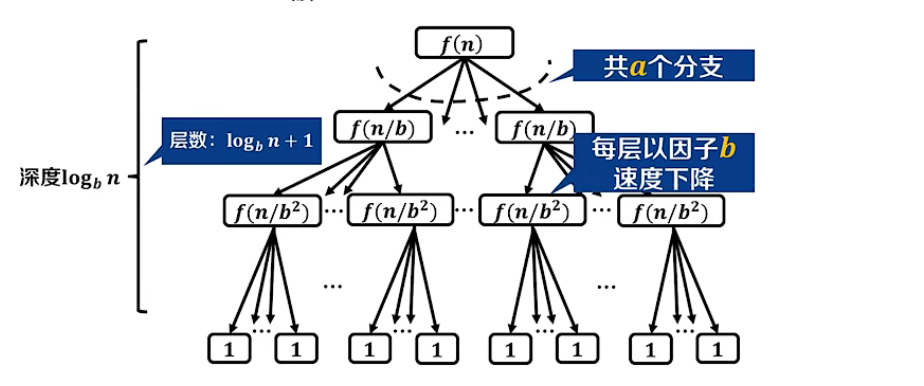 f(n)
共a个分支
f(n/b) … f(n/b)
层数：log_b n + 1
每层以因子b
速度下降
深度log_b n
f(n/b²) … f(n/b²) … f(n/b²) … f(n/b²)
… …
… … … …
1 1 1 1 1 1 1 1